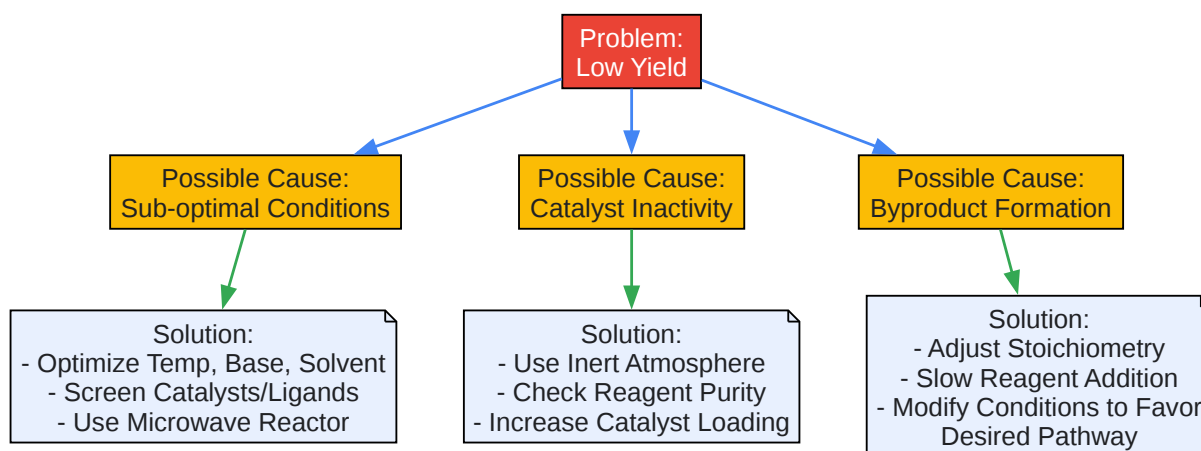 Problem:
Low Yield
Possible Cause:
Sub-optimal Conditions
Possible Cause:
Catalyst Inactivity
Possible Cause:
Byproduct Formation
Solution:
- Optimize Temp, Base, Solvent
- Screen Catalysts/Ligands
- Use Microwave Reactor
Solution:
- Use Inert Atmosphere
- Check Reagent Purity
- Increase Catalyst Loading
Solution:
- Adjust Stoichiometry
- Slow Reagent Addition
- Modify Conditions to Favor
Desired Pathway